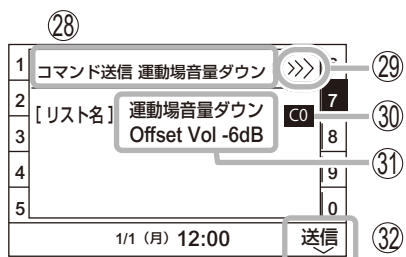 ㉘
1 コマンド送信 運動場音量ダウン >>> ㉙
2 [リスト名] 運動場音量ダウン C0 7 ㉚
3 Offset Vol -6dB 8
4 9 ㉛
5 0
1/1（月）12:00 送信 ㉜